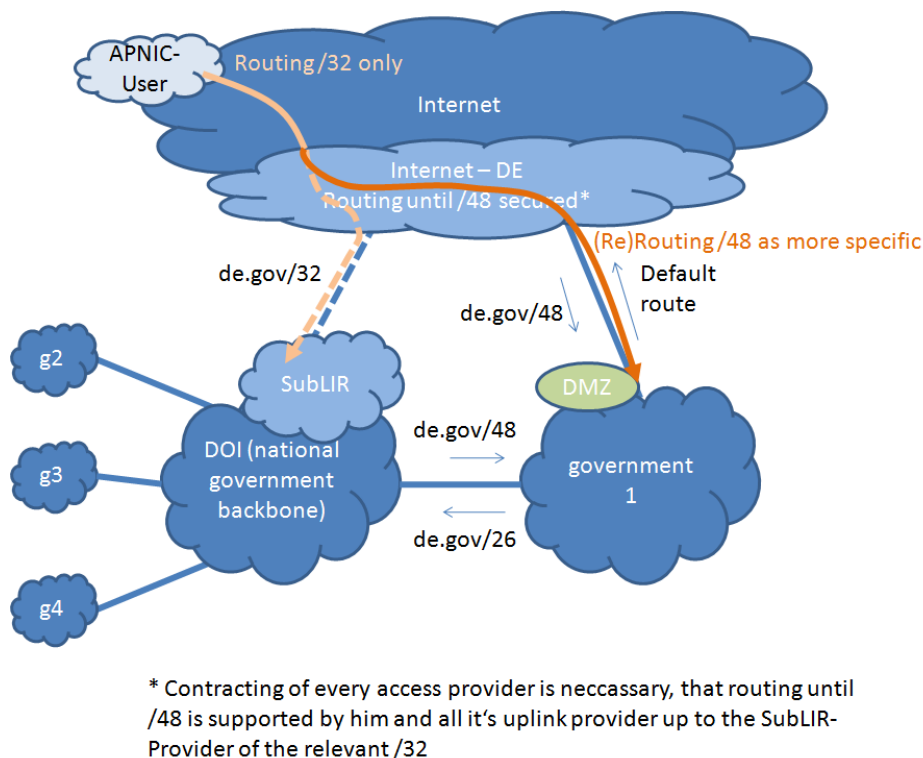 APNIC-
User
Routing /32 only
Internet
Internet – DE
Routing until /48 secured*
(Re)Routing /48 as more specific
de.gov/32
Default
route
de.gov/48
g2
SubLIR
DMZ
DOI (national
government
backbone)
de.gov/48
government
1
g3
de.gov/26
g4
* Contracting of every access provider is neccassary, that routing until
/48 is supported by him and all it‘s uplink provider up to the SubLIR-
Provider of the relevant /32